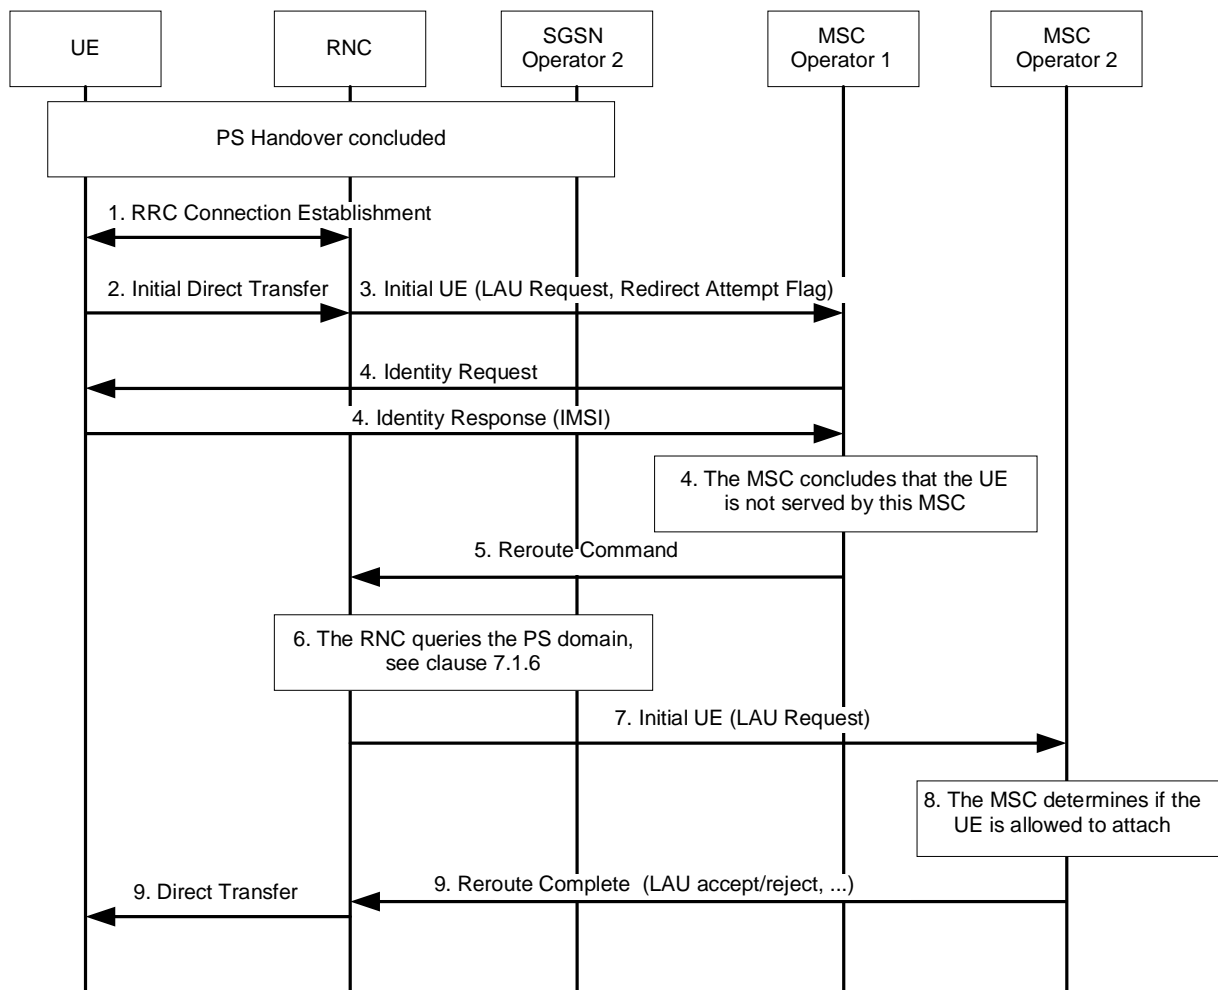 UE
RNC
SGSN
Operator 2
MSC
Operator 1
MSC
Operator 2
PS Handover concluded
1. RRC Connection Establishment
2. Initial Direct Transfer
3. Initial UE (LAU Request, Redirect Attempt Flag)
4. Identity Request
4. Identity Response (IMSI)
4. The MSC concludes that the UE
is not served by this MSC
5. Reroute Command
6. The RNC queries the PS domain,
see clause 7.1.6
7. Initial UE (LAU Request)
8. The MSC determines if the
UE is allowed to attach
9. Reroute Complete (LAU accept/reject, ...)
9. Direct Transfer